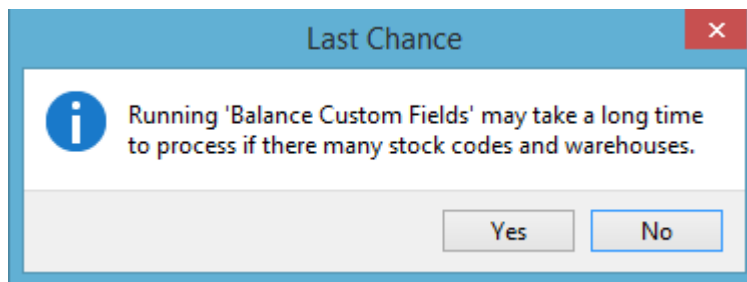 Last Chance
Running 'Balance Custom Fields' may take a long time
to process if there many stock codes and warehouses.
Yes
No